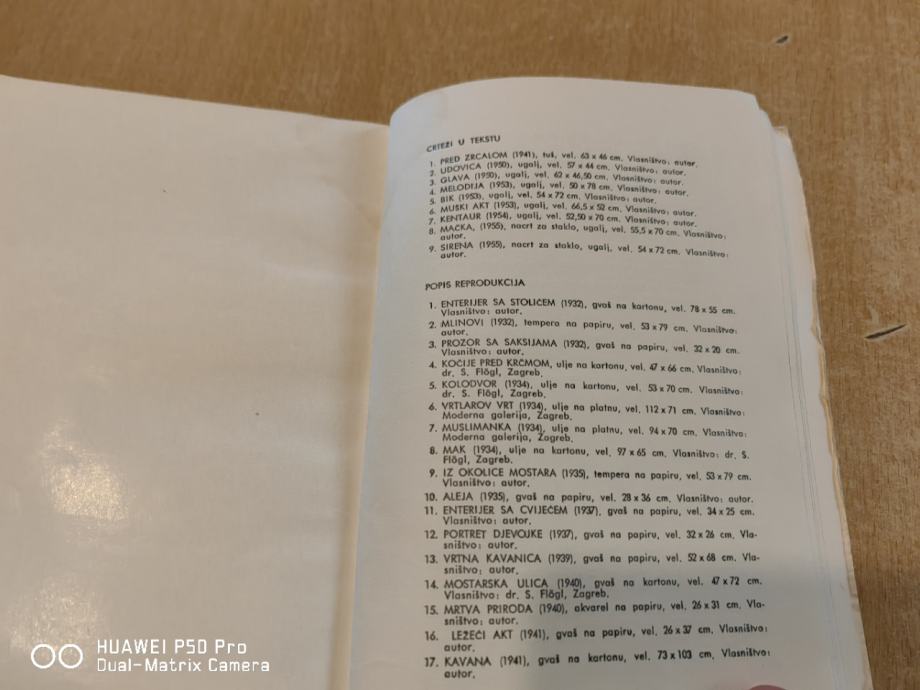 CRTEŽI U TEKSTU
1. PRED ZRCALOM (1941), tuš, vel. 63 x 46 cm. Vlasništvo: autor.
2. UDOVICA (1950), ugalj, vel. 57 x 44 cm. Vlasništvo: autor.
3. GLAVA (1950), ugalj, vel. 62 x 46,50 cm. Vlasništvo: autor.
4. MELODIJA (1953), ugalj, vel. 50 x 78 cm. Vlasništvo: autor.
5. BIK (1953), ugalj, vel. 54 x 72 cm. Vlasništvo: autor.
6. MUŠKI AKT (1953), ugalj, vel. 66,5 x 52 cm. Vlasništvo: autor.
7. KENTAUR (1954), ugalj, vel. 52,50 x 70 cm. Vlasništvo: autor.
8. MAČKA, (1955), nacrt za staklo, ugalj, vel. 55,5 x 70 cm. Vlasništvo:
autor.
9. SIRENA (1955), nacrt za staklo, ugalj, vel. 54 x 72 cm. Vlasništvo:
autor.
POPIS REPRODUKCIJA
1. ENTERIJER SA STOLIĆEM (1932), gvaš na kartonu, vel. 78 x 55 cm.
Vlasništvo: autor.
2. MLINOVI (1932), tempera na papiru, vel. 53 x 79 cm. Vlasništvo:
autor.
3. PROZOR SA SAKSIJAMA (1932), gvaš na papiru, vel. 32 x 20 cm.
Vlasništvo: autor.
4. KOČIJE PRED KRČMOM, ulje na kartonu, vel. 47 x 66 cm. Vlasništvo:
dr. S. Flögl, Zagreb.
5. KOLODVOR (1934), ulje na kartonu, vel. 53 x 70 cm. Vlasništvo:
dr. S. Flögl, Zagreb.
6. VRTLAROV VRT (1934), ulje na platnu, vel. 112 x 71 cm. Vlasništvo:
Moderna galerija, Zagreb.
7. MUSLIMANKA (1934), ulje na platnu, vel. 94 x 70 cm. Vlasništvo:
Moderna galerija, Zagreb.
8. MAK (1934), ulje na kartonu, vel. 97 x 65 cm. Vlasništvo: dr. S.
Flögl, Zagreb.
9. IZ OKOLICE MOSTARA (1935), tempera na papiru, vel. 53 x 79 cm.
Vlasništvo: autor.
10. ALEJA (1935), gvaš na papiru, vel. 28 x 36 cm. Vlasništvo: autor.
11. ENTERIJER SA CVIJEĆEM (1937), gvaš na papiru, vel. 34 x 25 cm.
Vlasništvo: autor.
12. PORTRET DJEVOJKE (1937), gvaš na papiru, vel. 32 x 26 cm. Vla-
sništvo: autor.
13. VRTNA KAVANICA (1939), gvaš na papiru, vel. 52 x 68 cm. Vla-
sništvo: autor.
14. MOSTARSKA ULICA (1940), gvaš na kartonu, vel. 47 x 72 cm.
Vlasništvo: dr. S. Flögl, Zagreb.
15. MRTVA PRIRODA (1940), akvarel na papiru, vel. 26 x 31 cm. Vla-
sništvo: autor.
16. LEŽEĆI AKT (1941), gvaš na papiru, vel. 26 x 37 cm. Vlasništvo:
autor.
17. KAVANA (1941), gvaš na kartonu, vel. 73 x 103 cm. Vlasništvo:
autor.
HUAWEI P50 Pro
Dual-Matrix Camera